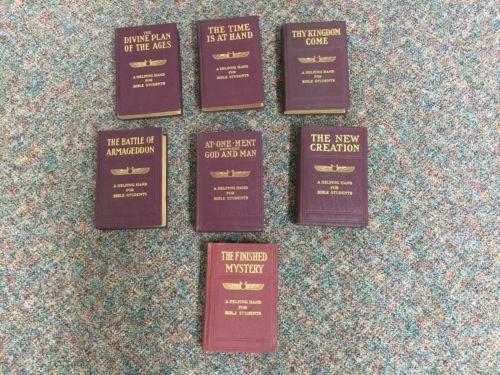 THE
DIVINE PLAN
OF THE AGES
A HELPING HAND
FOR
BIBLE STUDENTS
THE TIME
IS AT HAND
A HELPING HAND
FOR
BIBLE STUDENTS
THY KINGDOM
COME
A HELPING HAND
FOR
BIBLE STUDENTS
THE BATTLE OF
ARMAGEDDON
A HELPING HAND
FOR
BIBLE STUDENTS
AT-ONE-MENT
GOD AND MAN
A HELPING HAND
FOR
BIBLE STUDENTS
THE NEW
CREATION
A HELPING HAND
FOR
BIBLE STUDENTS
THE FINISHED
MYSTERY
A HELPING HAND
FOR
BIBLE STUDENTS